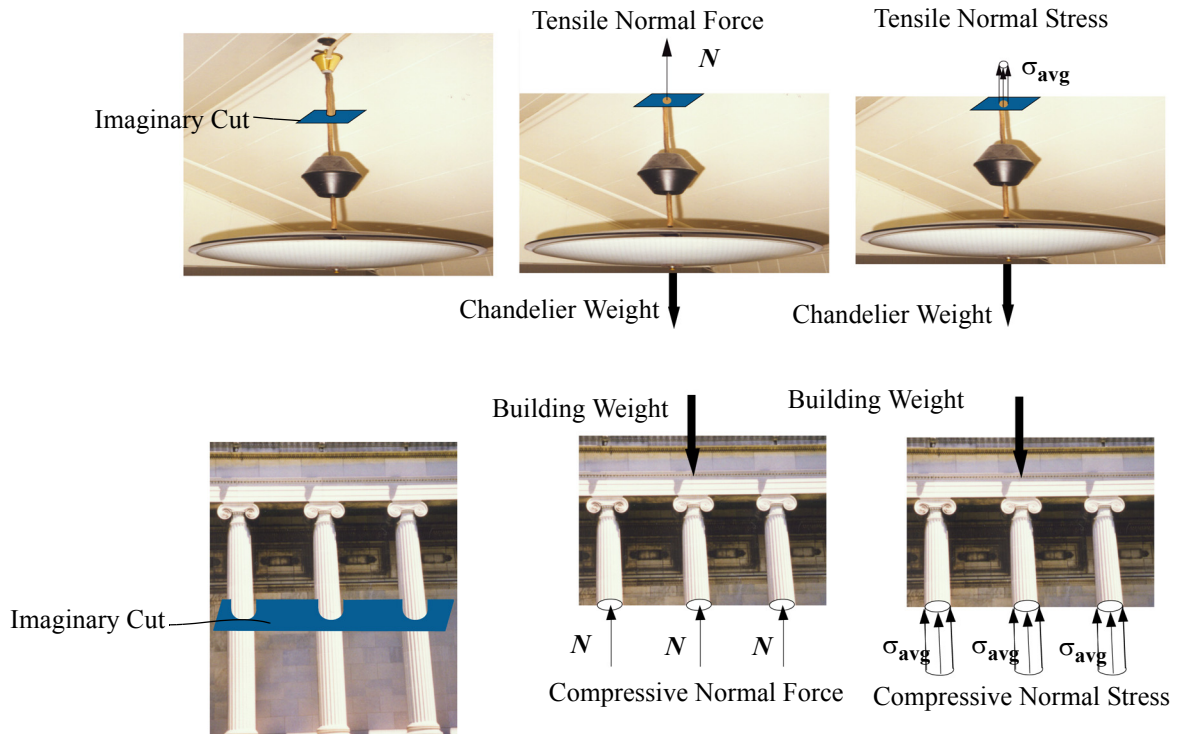 Tensile Normal Force
N
Tensile Normal Stress
σavg
Imaginary Cut
Chandelier Weight
Chandelier Weight
Building Weight
Building Weight
Imaginary Cut
N
N
N
σavg
σavg
σavg
Compressive Normal Force
Compressive Normal Stress